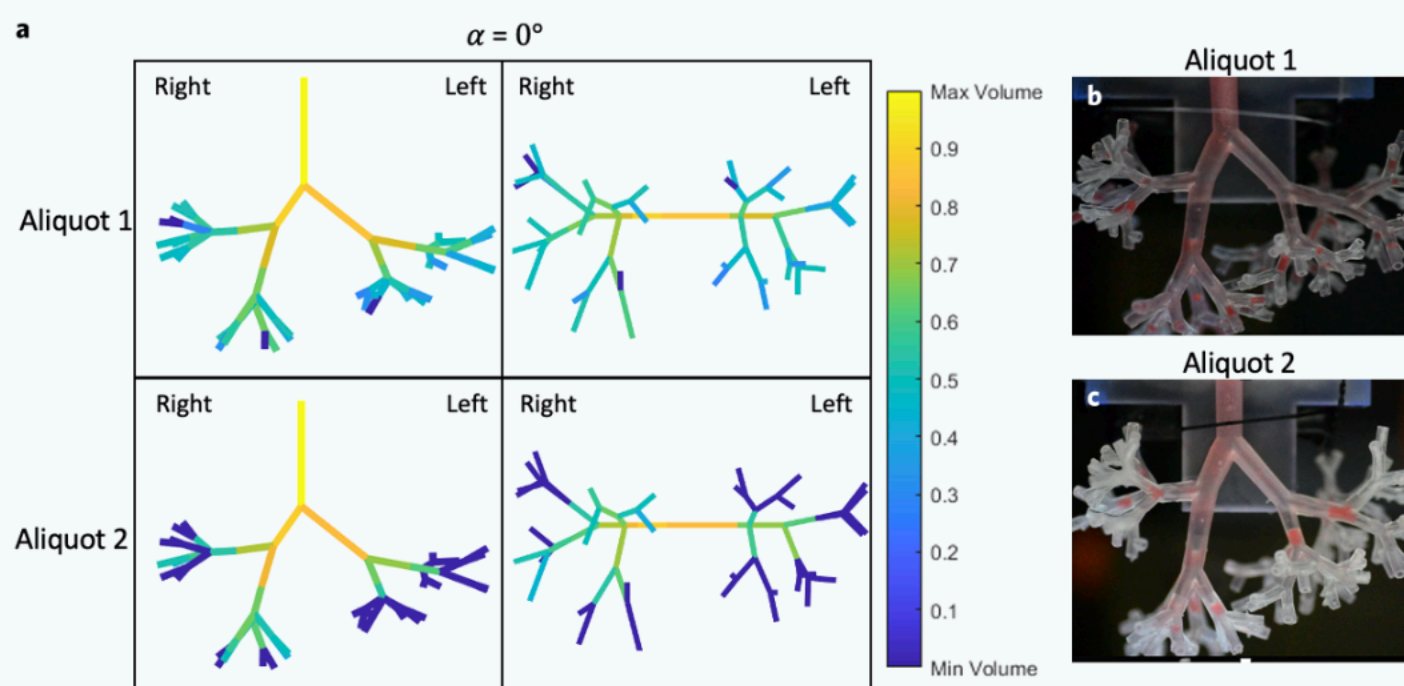 a
α = 0°
Right Left Right Left
Aliquot 1
Right Left Right Left
Aliquot 2
Max Volume
0.9
0.8
0.7
0.6
0.5
0.4
0.3
0.2
0.1
Min Volume
Aliquot 1
b
Aliquot 2
c